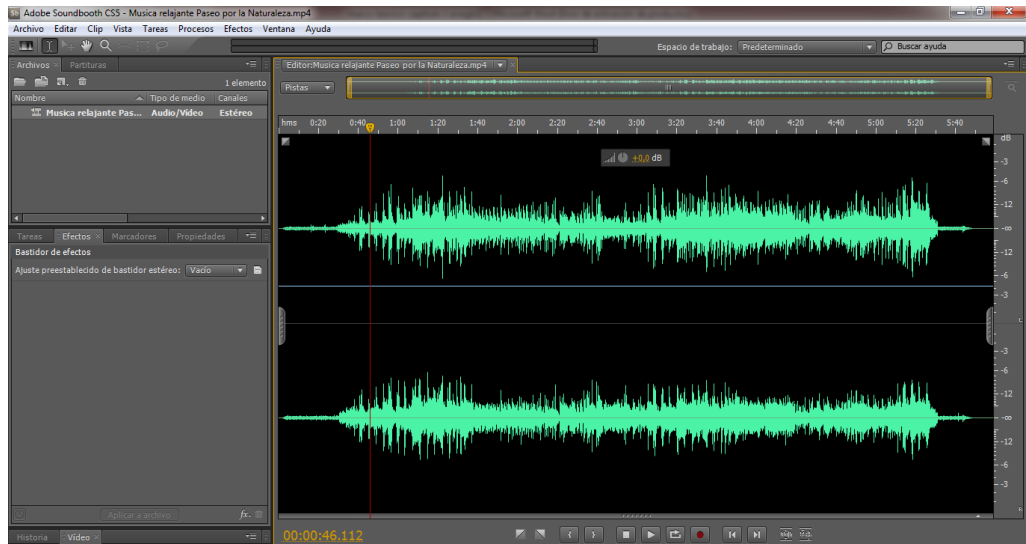 Adobe Soundbooth CS5 - Musica relajante Paseo por la Naturaleza.mp4
Archivo Editar Clip Vista Tareas Procesos Efectos Ventana Ayuda
Espacio de trabajo: Predeterminado Buscar ayuda
Archivos Partituras
1 elemento
Nombre Tipo de medio Canales
Musica relajante Pas... Audio/Vídeo Estéreo
Tareas Efectos Marcadores Propiedades
Bastidor de efectos
Ajuste preestablecido de bastidor estéreo: Vacío
Aplicar a archivo fx.
Historia Vídeo
Editor:Musica relajante Paseo por la Naturaleza.mp4
Pistas
hms 0:20 0:40 1:00 1:20 1:40 2:00 2:20 2:40 3:00 3:20 3:40 4:00 4:20 4:40 5:00 5:20 5:40
+0,0 dB
dB
-3
-6
-12
-∞
-12
-6
-3
L
-3
-6
-12
-∞
-12
-6
-3
R
00:00:46.112